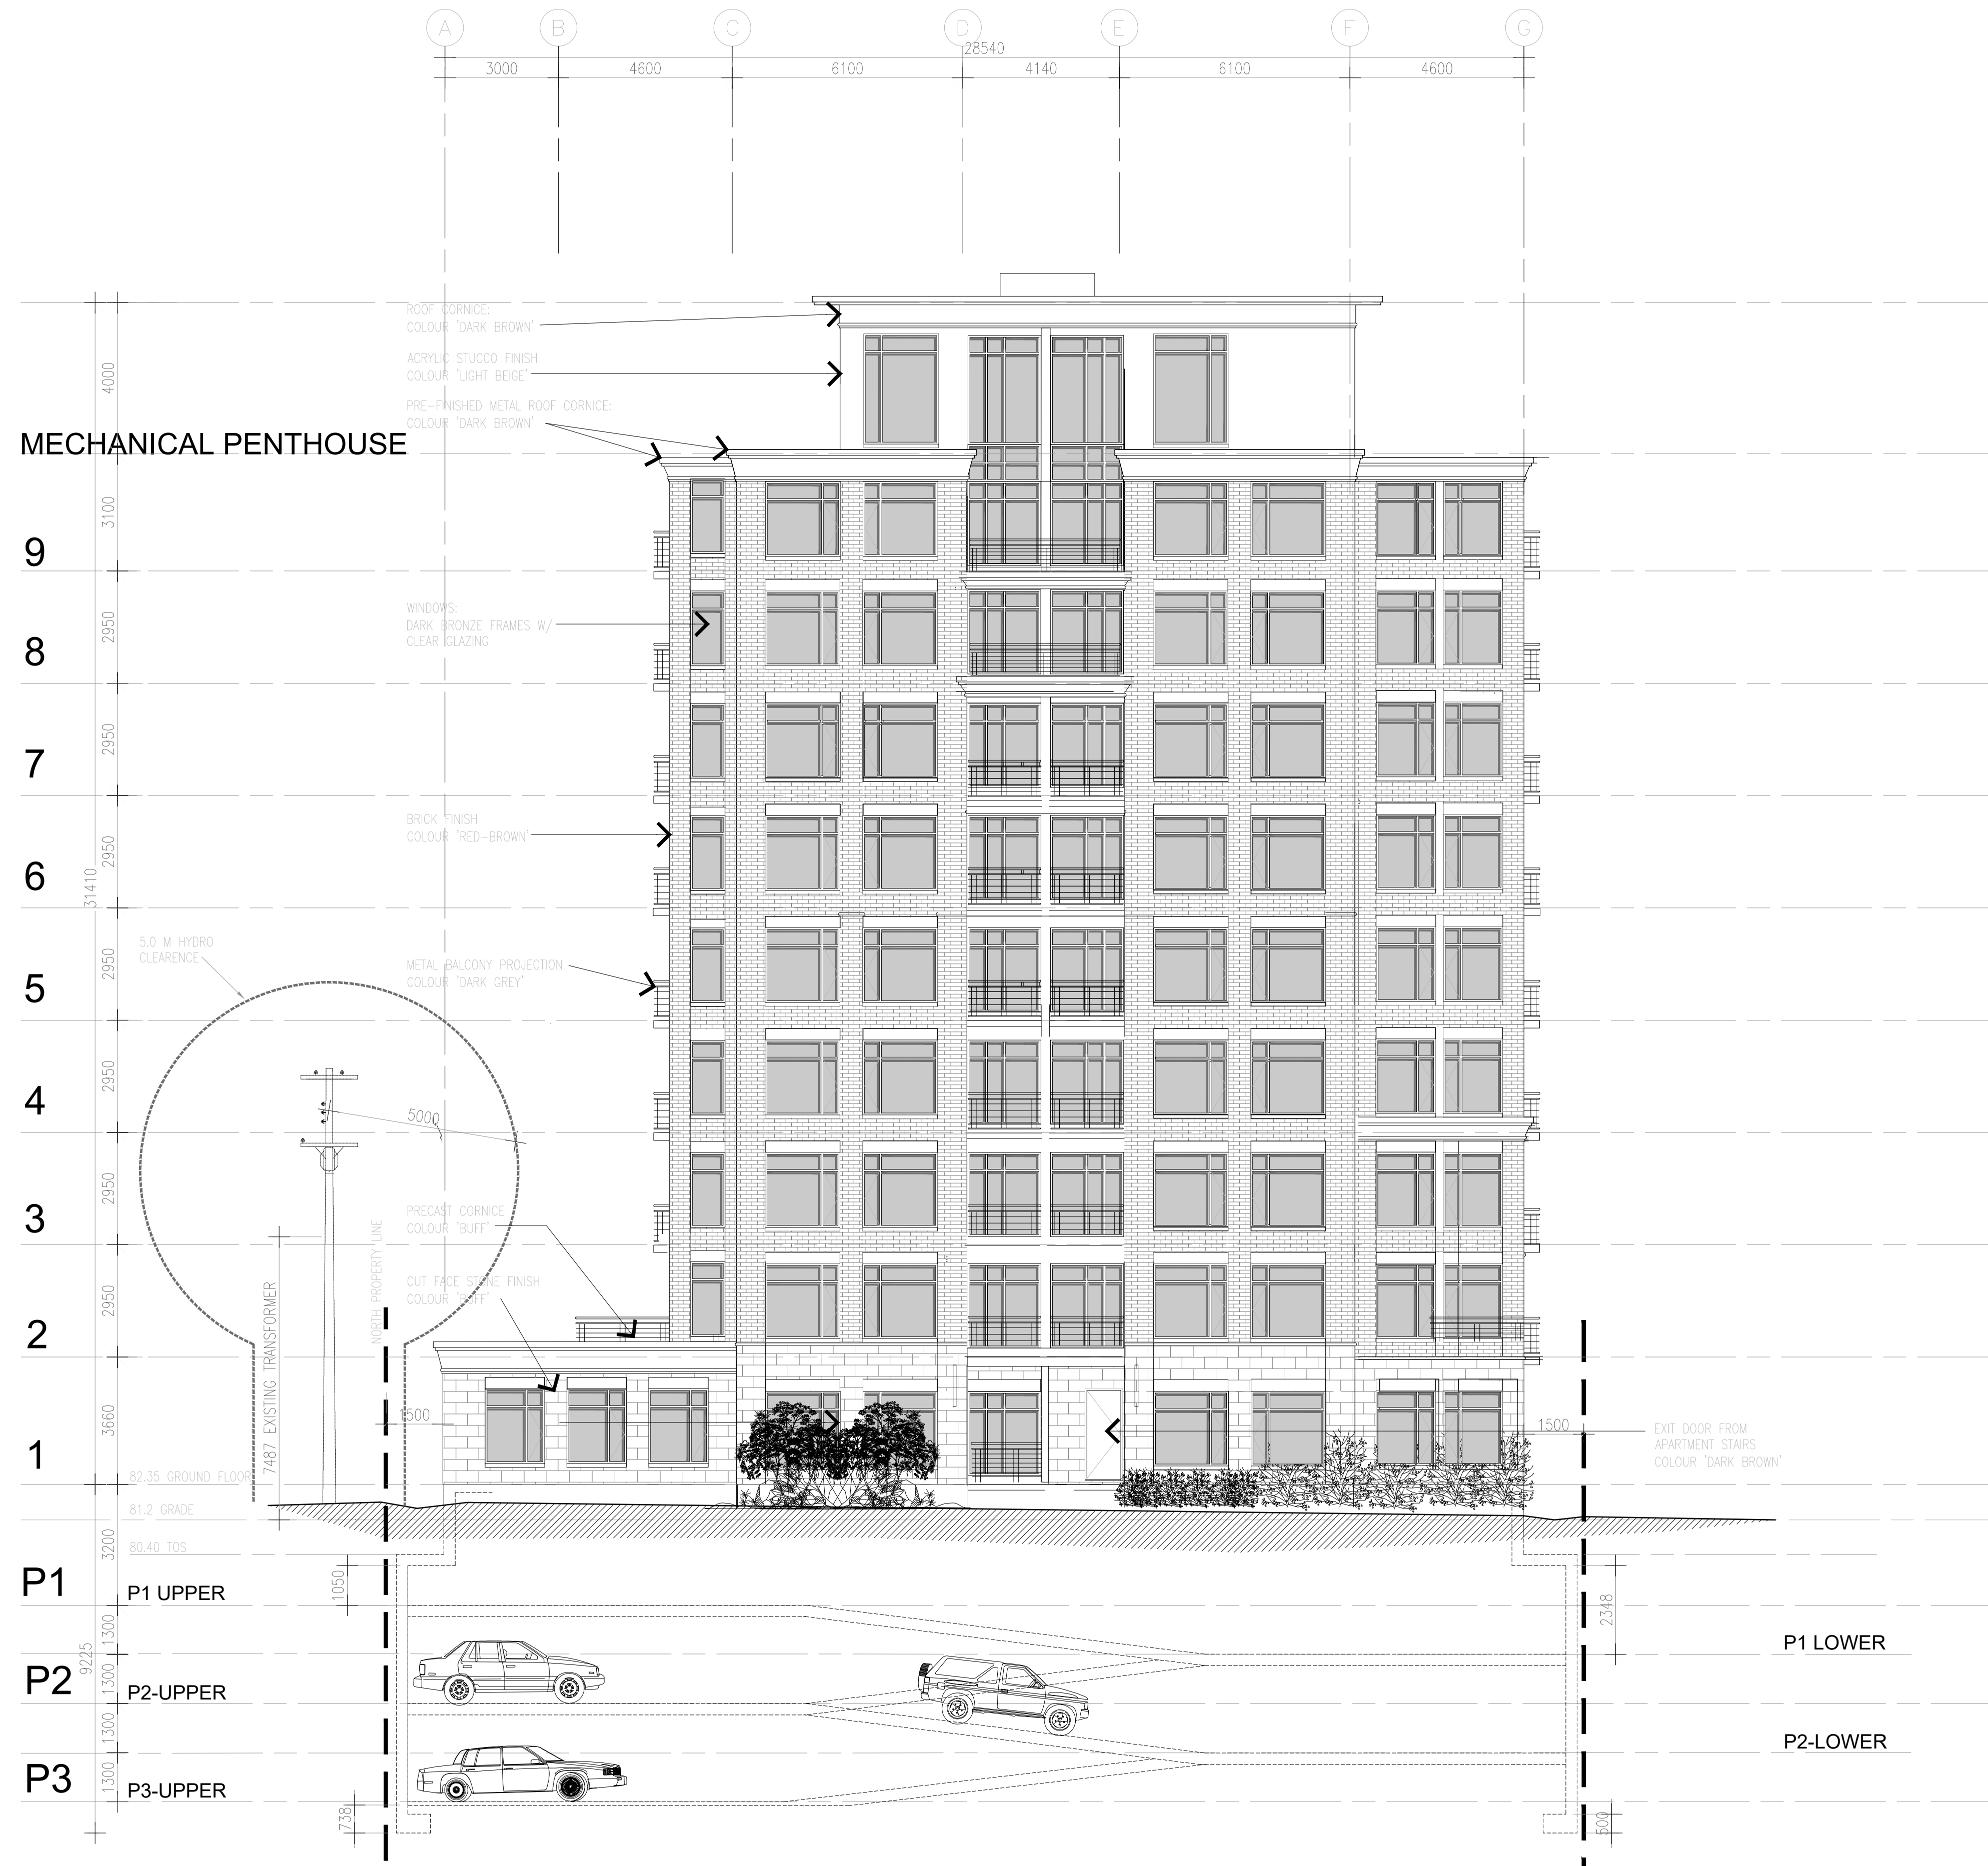 A
B
C
D
E
F
G
28540
3000
4600
6100
4140
6100
4600
ROOF CORNICE:
COLOUR 'DARK BROWN'
ACRYLIC STUCCO FINISH
COLOUR 'LIGHT BEIGE'
PRE-FINISHED METAL ROOF CORNICE:
COLOUR 'DARK BROWN'
4000
MECHANICAL PENTHOUSE
3100
9
WINDOWS:
DARK BRONZE FRAMES W/
CLEAR GLAZING
2950
8
2950
7
BRICK FINISH
COLOUR 'RED-BROWN'
2950
6
31410
5.0 M HYDRO
CLEARENCE
METAL BALCONY PROJECTION
COLOUR 'DARK GREY'
2950
5
2950
4
5000
2950
3
PRECAST CORNICE
COLOUR 'BUFF'
NORTH PROPERTY LINE
CUT FACE STONE FINISH
COLOUR 'BUFF'
2950
2
7487 EXISTING TRANSFORMER
3660
1
1500
1500
EXIT DOOR FROM
APARTMENT STAIRS
COLOUR 'DARK BROWN'
82.35 GROUND FLOOR
81.2 GRADE
3200
80.40 TOS
P1
P1 UPPER
1050
2348
1300
9225
P1 LOWER
1300
P2
P2-UPPER
1300
P2-LOWER
1300
P3
P3-UPPER
738
500